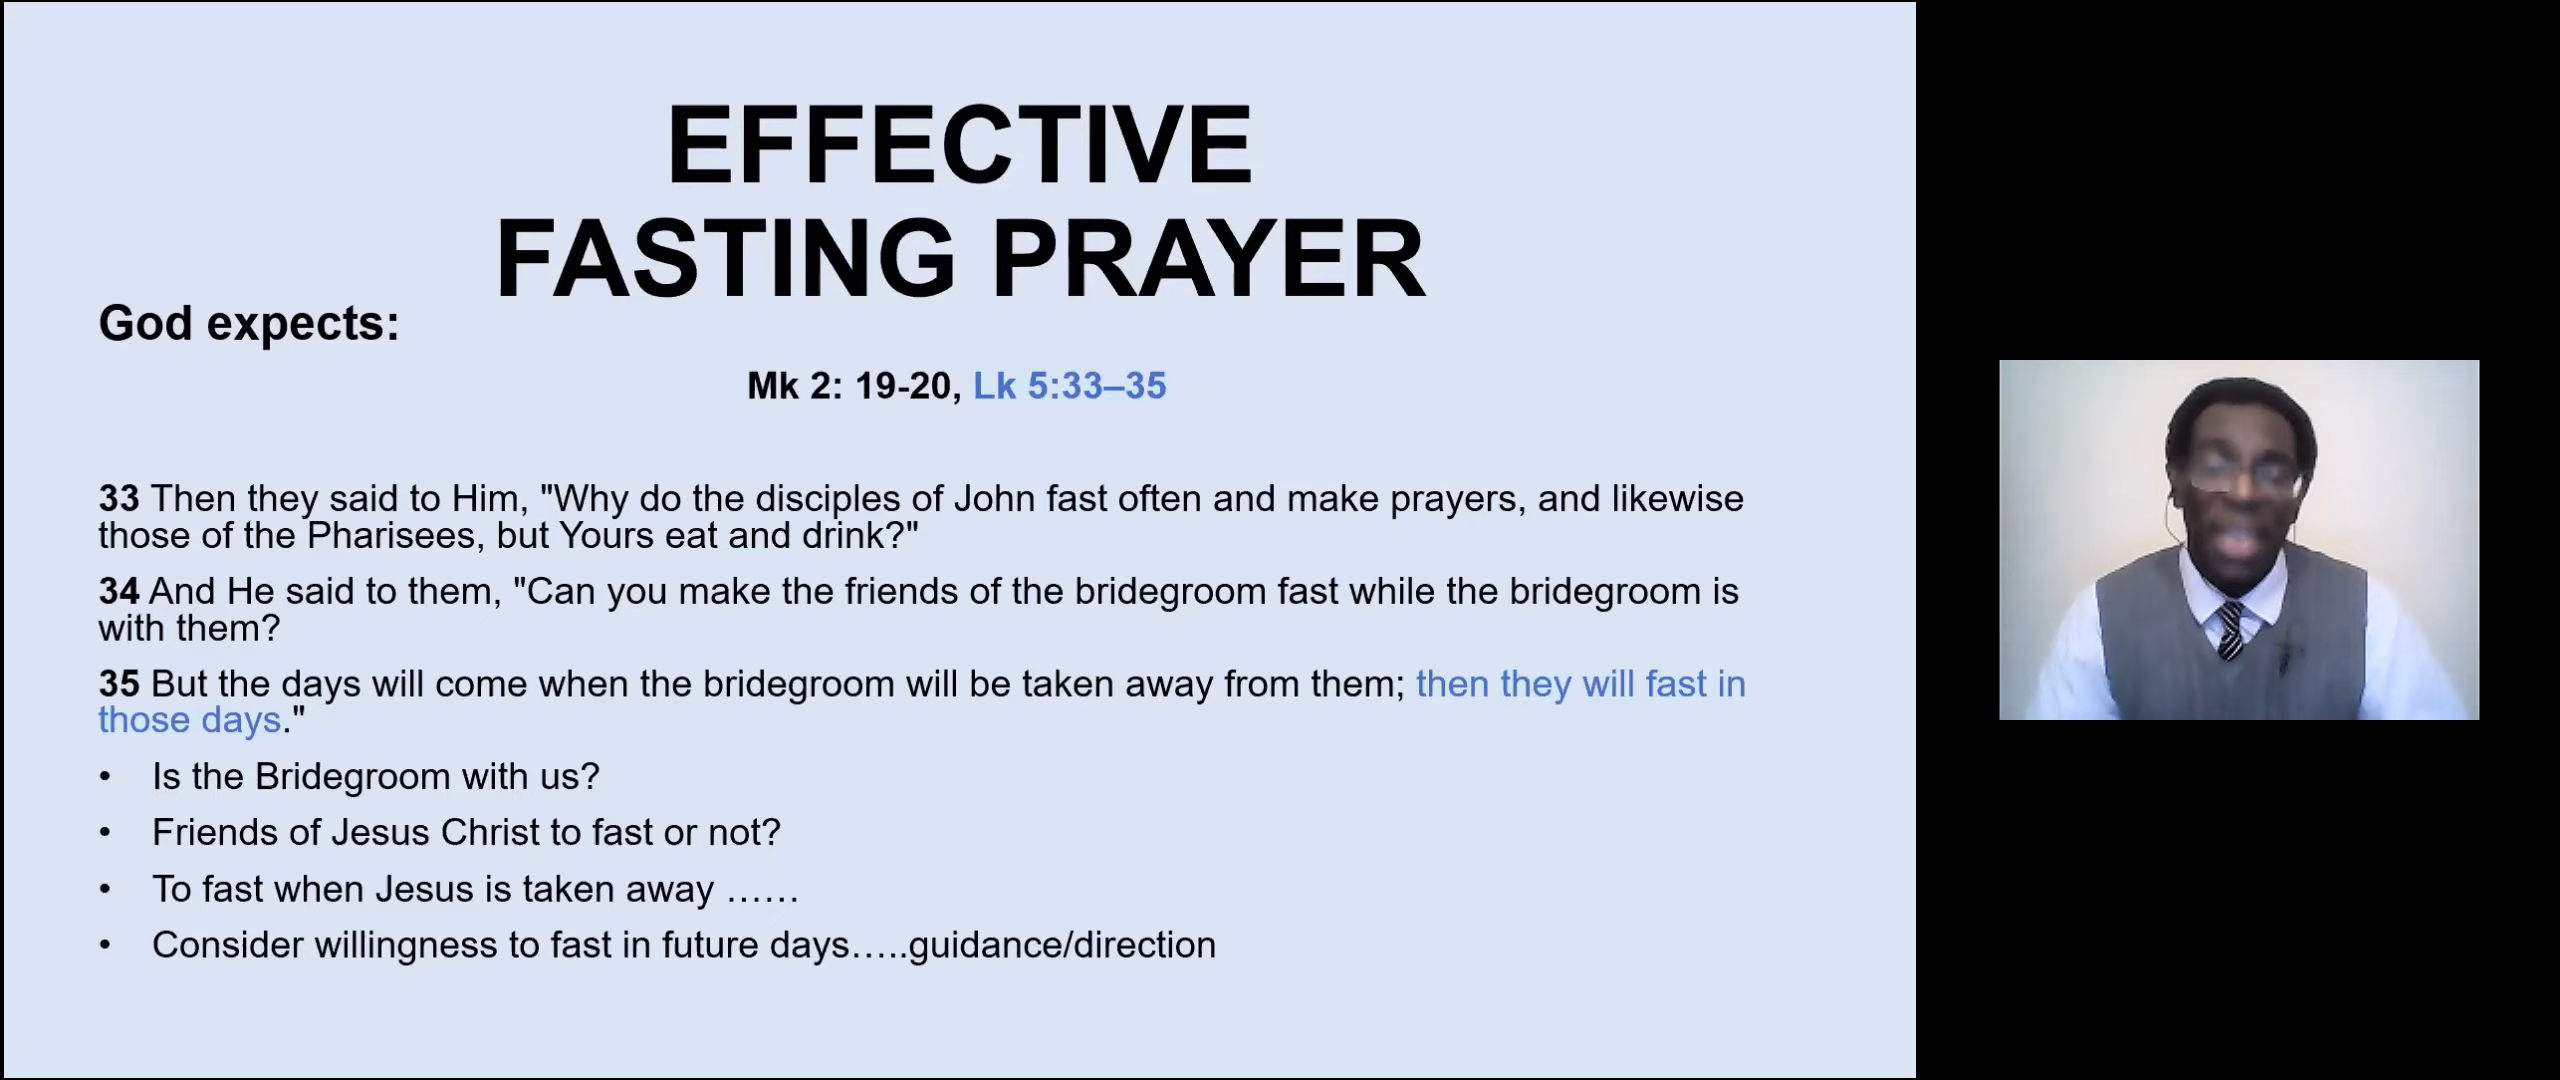 EFFECTIVE
FASTING PRAYER
God expects:
Mk 2: 19-20, Lk 5:33–35
33 Then they said to Him, "Why do the disciples of John fast often and make prayers, and likewise
those of the Pharisees, but Yours eat and drink?"
34 And He said to them, "Can you make the friends of the bridegroom fast while the bridegroom is
with them?
35 But the days will come when the bridegroom will be taken away from them; then they will fast in
those days."
• Is the Bridegroom with us?
• Friends of Jesus Christ to fast or not?
• To fast when Jesus is taken away ……
• Consider willingness to fast in future days…..guidance/direction